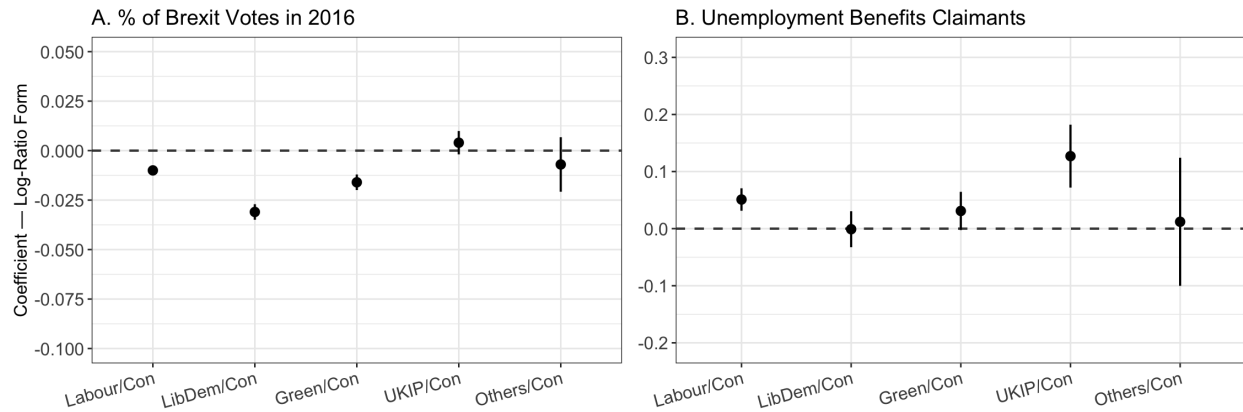 A. % of Brexit Votes in 2016
Coefficient — Log-Ratio Form
0.050
0.025
0.000
-0.025
-0.050
-0.075
-0.100
Labour/Con
LibDem/Con
Green/Con
UKIP/Con
Others/Con
B. Unemployment Benefits Claimants
0.3
0.2
0.1
0.0
-0.1
-0.2
Labour/Con
LibDem/Con
Green/Con
UKIP/Con
Others/Con